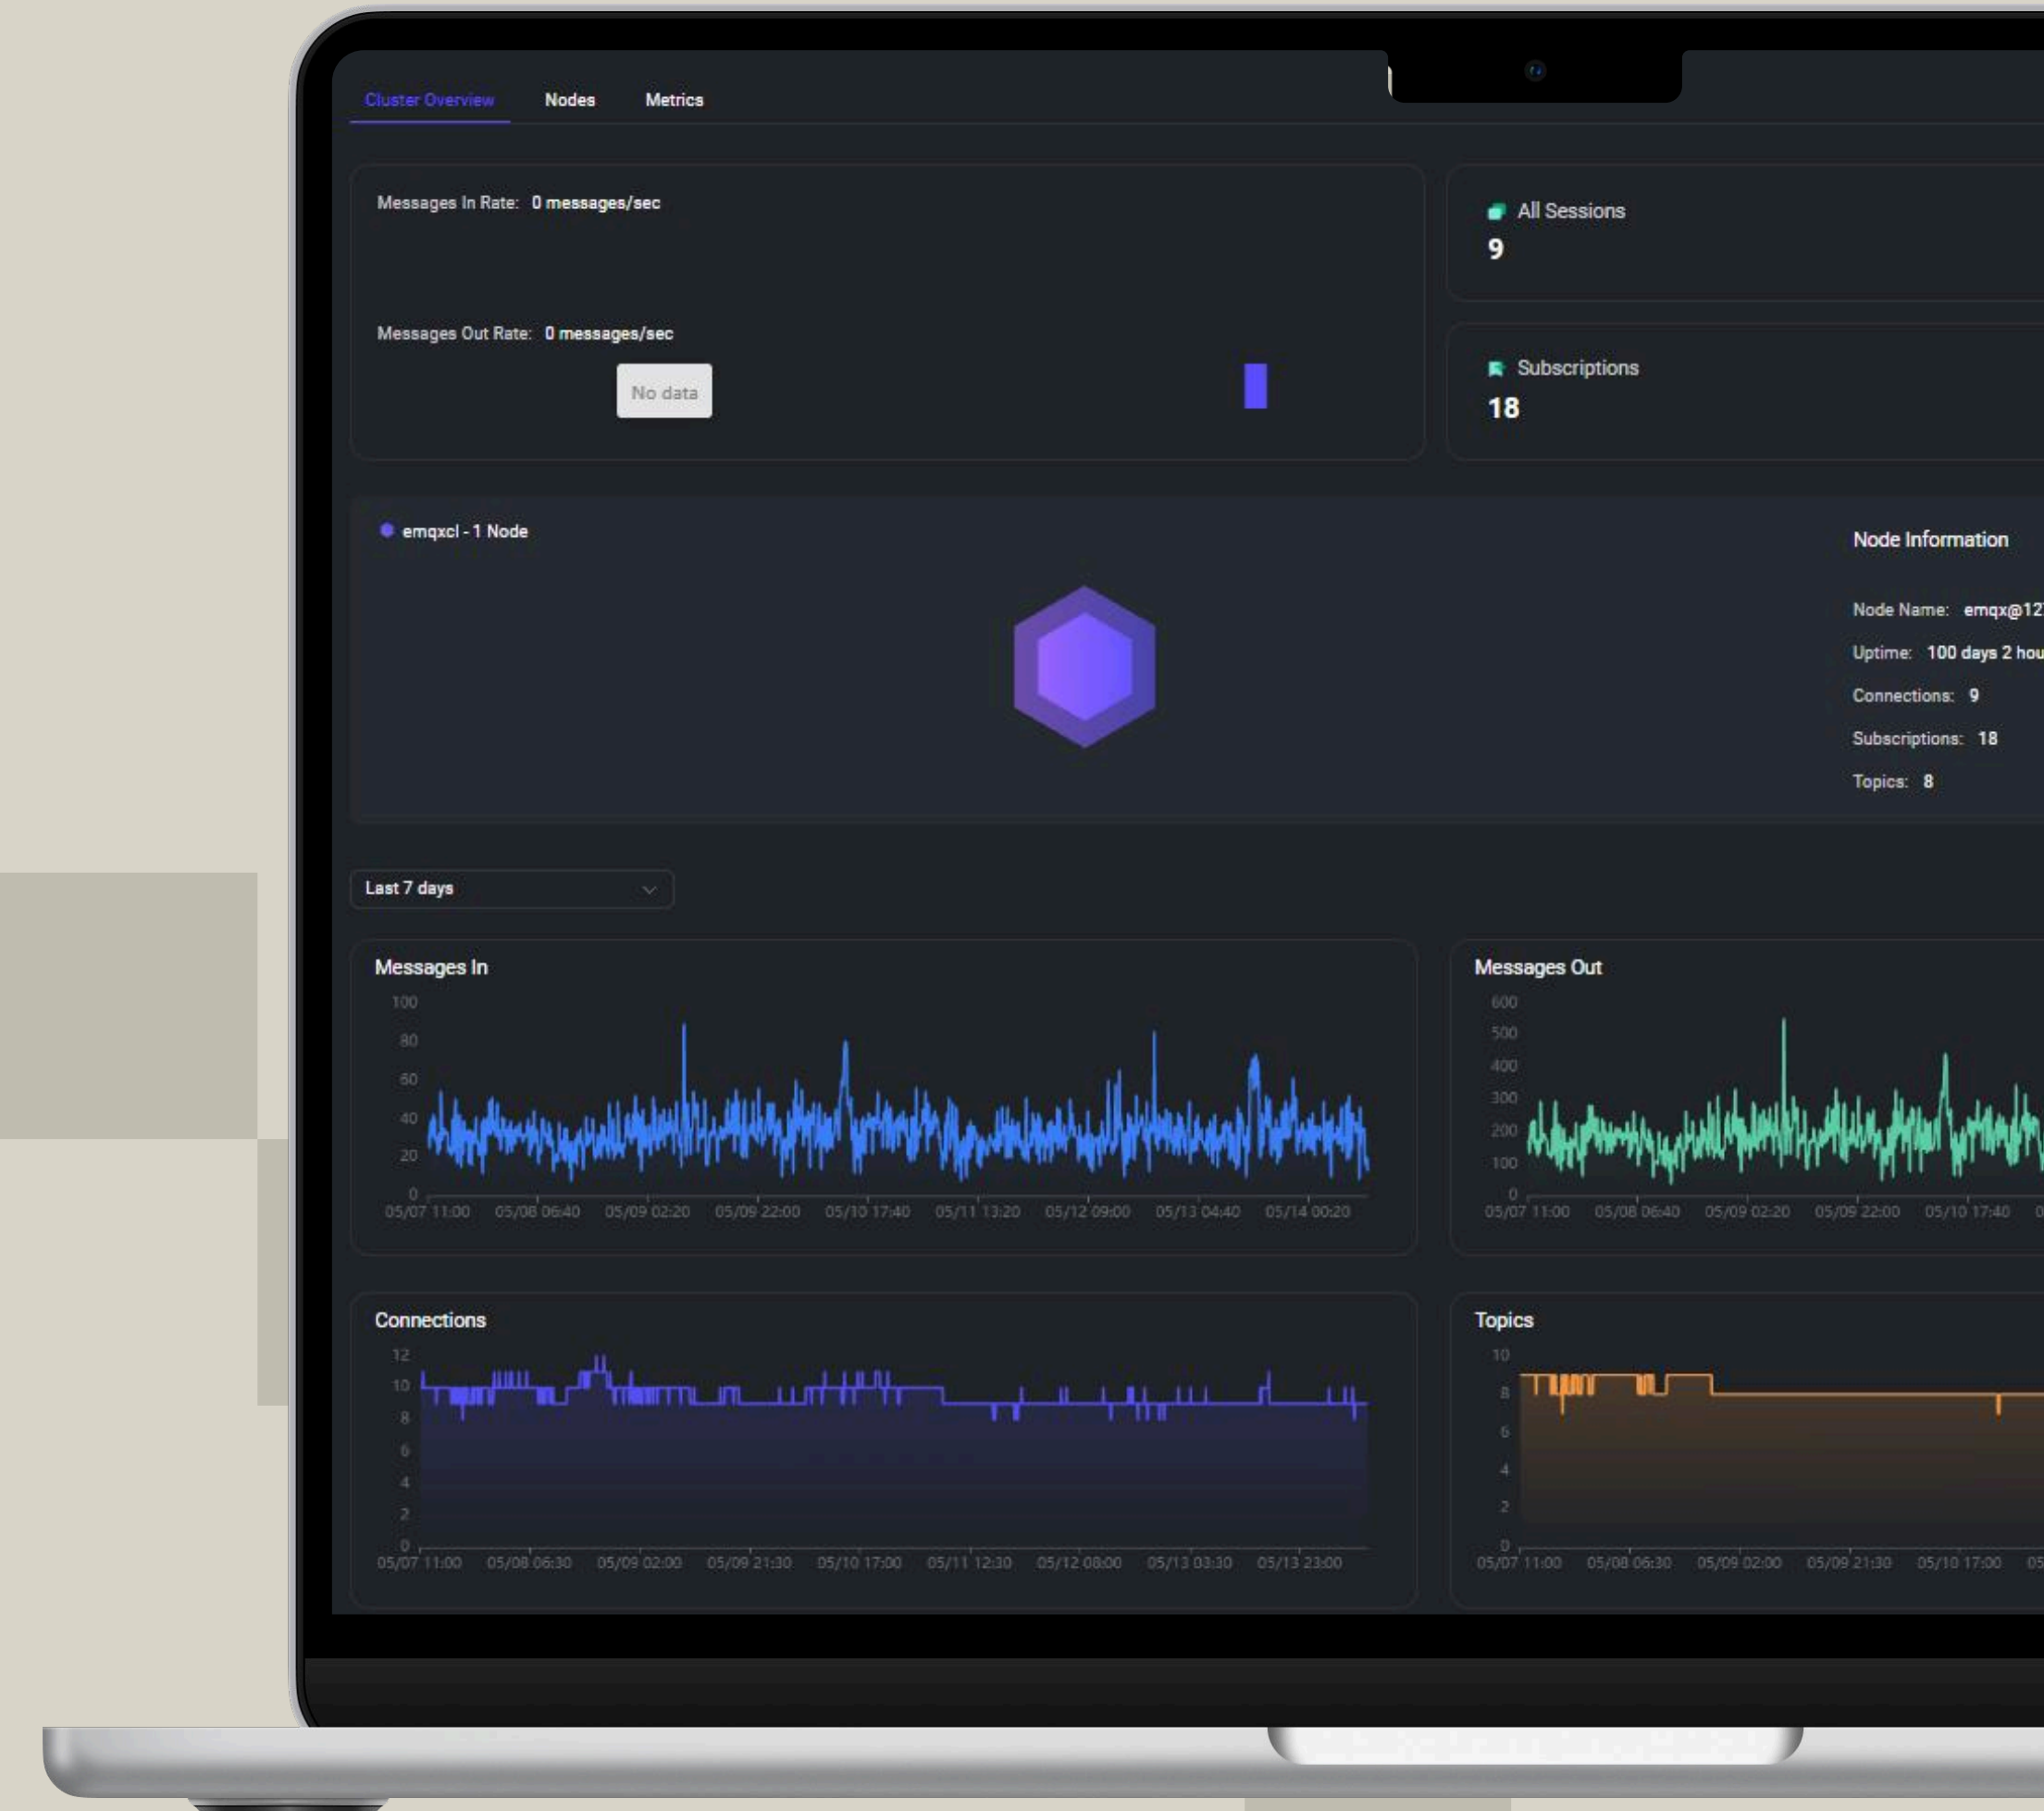 Cluster Overview Nodes Metrics
Messages In Rate: 0 messages/sec
Messages Out Rate: 0 messages/sec
No data
All Sessions
9
Subscriptions
18
emqxcl - 1 Node
Node Information
Node Name: emqx@12
Uptime: 100 days 2 hou
Connections: 9
Subscriptions: 18
Topics: 8
Last 7 days
Messages In
100
80
60
40
20
0
05/07 11:00 05/08 06:40 05/09 02:20 05/09 22:00 05/10 17:40 05/11 13:20 05/12 09:00 05/13 04:40 05/14 00:20
Messages Out
600
500
400
300
200
100
0
05/07 11:00 05/08 06:40 05/09 02:20 05/09 22:00 05/10 17:40 0
Connections
12
10
8
6
4
2
0
05/07 11:00 05/08 06:30 05/09 02:00 05/09 21:30 05/10 17:00 05/11 12:30 05/12 08:00 05/13 03:30 05/13 23:00
Topics
10
8
6
4
2
0
05/07 11:00 05/08 06:30 05/09 02:00 05/09 21:30 05/10 17:00 05